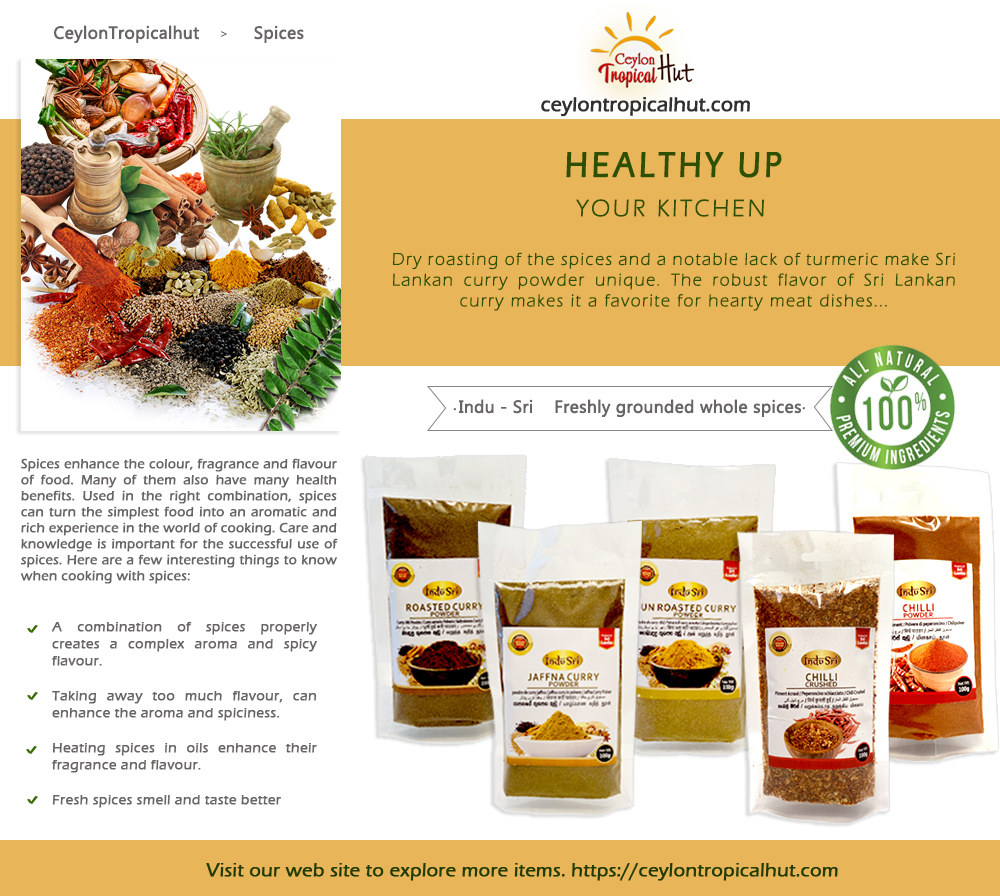 CeylonTropicalhut > Spices
Ceylon
Tropical Hut
ceylontropicalhut.com
HEALTHY UP
YOUR KITCHEN
Dry roasting of the spices and a notable lack of turmeric make Sri
Lankan curry powder unique. The robust flavor of Sri Lankan
curry makes it a favorite for hearty meat dishes...
·Indu - Sri Freshly grounded whole spices·
ALL NATURAL
100%
PREMIUM INGREDIENTS
Spices enhance the colour, fragrance and flavour
of food. Many of them also have many health
benefits. Used in the right combination, spices
can turn the simplest food into an aromatic and
rich experience in the world of cooking. Care and
knowledge is important for the successful use of
spices. Here are a few interesting things to know
when cooking with spices:
A combination of spices properly
creates a complex aroma and spicy
flavour.
Taking away too much flavour, can
enhance the aroma and spiciness.
Heating spices in oils enhance their
fragrance and flavour.
Fresh spices smell and taste better
Indu Sri
ROASTED CURRY
POWDER
Indu Sri
JAFFNA CURRY
POWDER
100g
Indu Sri
UN ROASTED CURRY
POWDER
100g
Indu Sri
CHILLI
CRUSHED
100g
Indu Sri
CHILLI
POWDER
100g
Visit our web site to explore more items. https://ceylontropicalhut.com